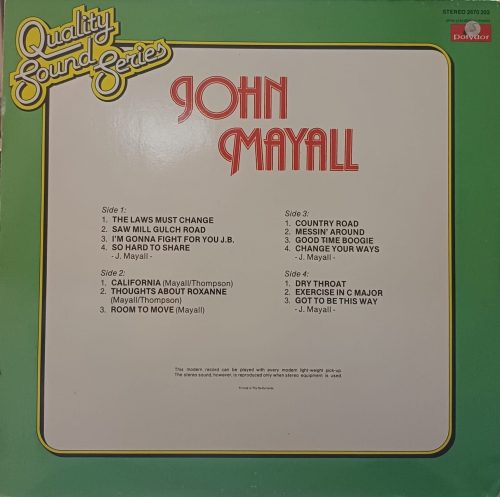 Quality
Sound
Series
STEREO 2675 202
Polydor
JOHN
MAYALL
Side 1:
1. THE LAWS MUST CHANGE
2. SAW MILL GULCH ROAD
3. I'M GONNA FIGHT FOR YOU J.B.
4. SO HARD TO SHARE
- J. Mayall -
Side 2:
1. CALIFORNIA (Mayall/Thompson)
2. THOUGHTS ABOUT ROXANNE
(Mayall/Thompson)
3. ROOM TO MOVE (Mayall)
Side 3:
1. COUNTRY ROAD
2. MESSIN' AROUND
3. GOOD TIME BOOGIE
4. CHANGE YOUR WAYS
- J. Mayall -
Side 4:
1. DRY THROAT
2. EXERCISE IN C MAJOR
3. GOT TO BE THIS WAY
- J. Mayall -
This modern record can be played with every modern light-weight pick-up.
The stereo sound, however, is reproduced only when stereo equipment is used.
Printed in The Netherlands